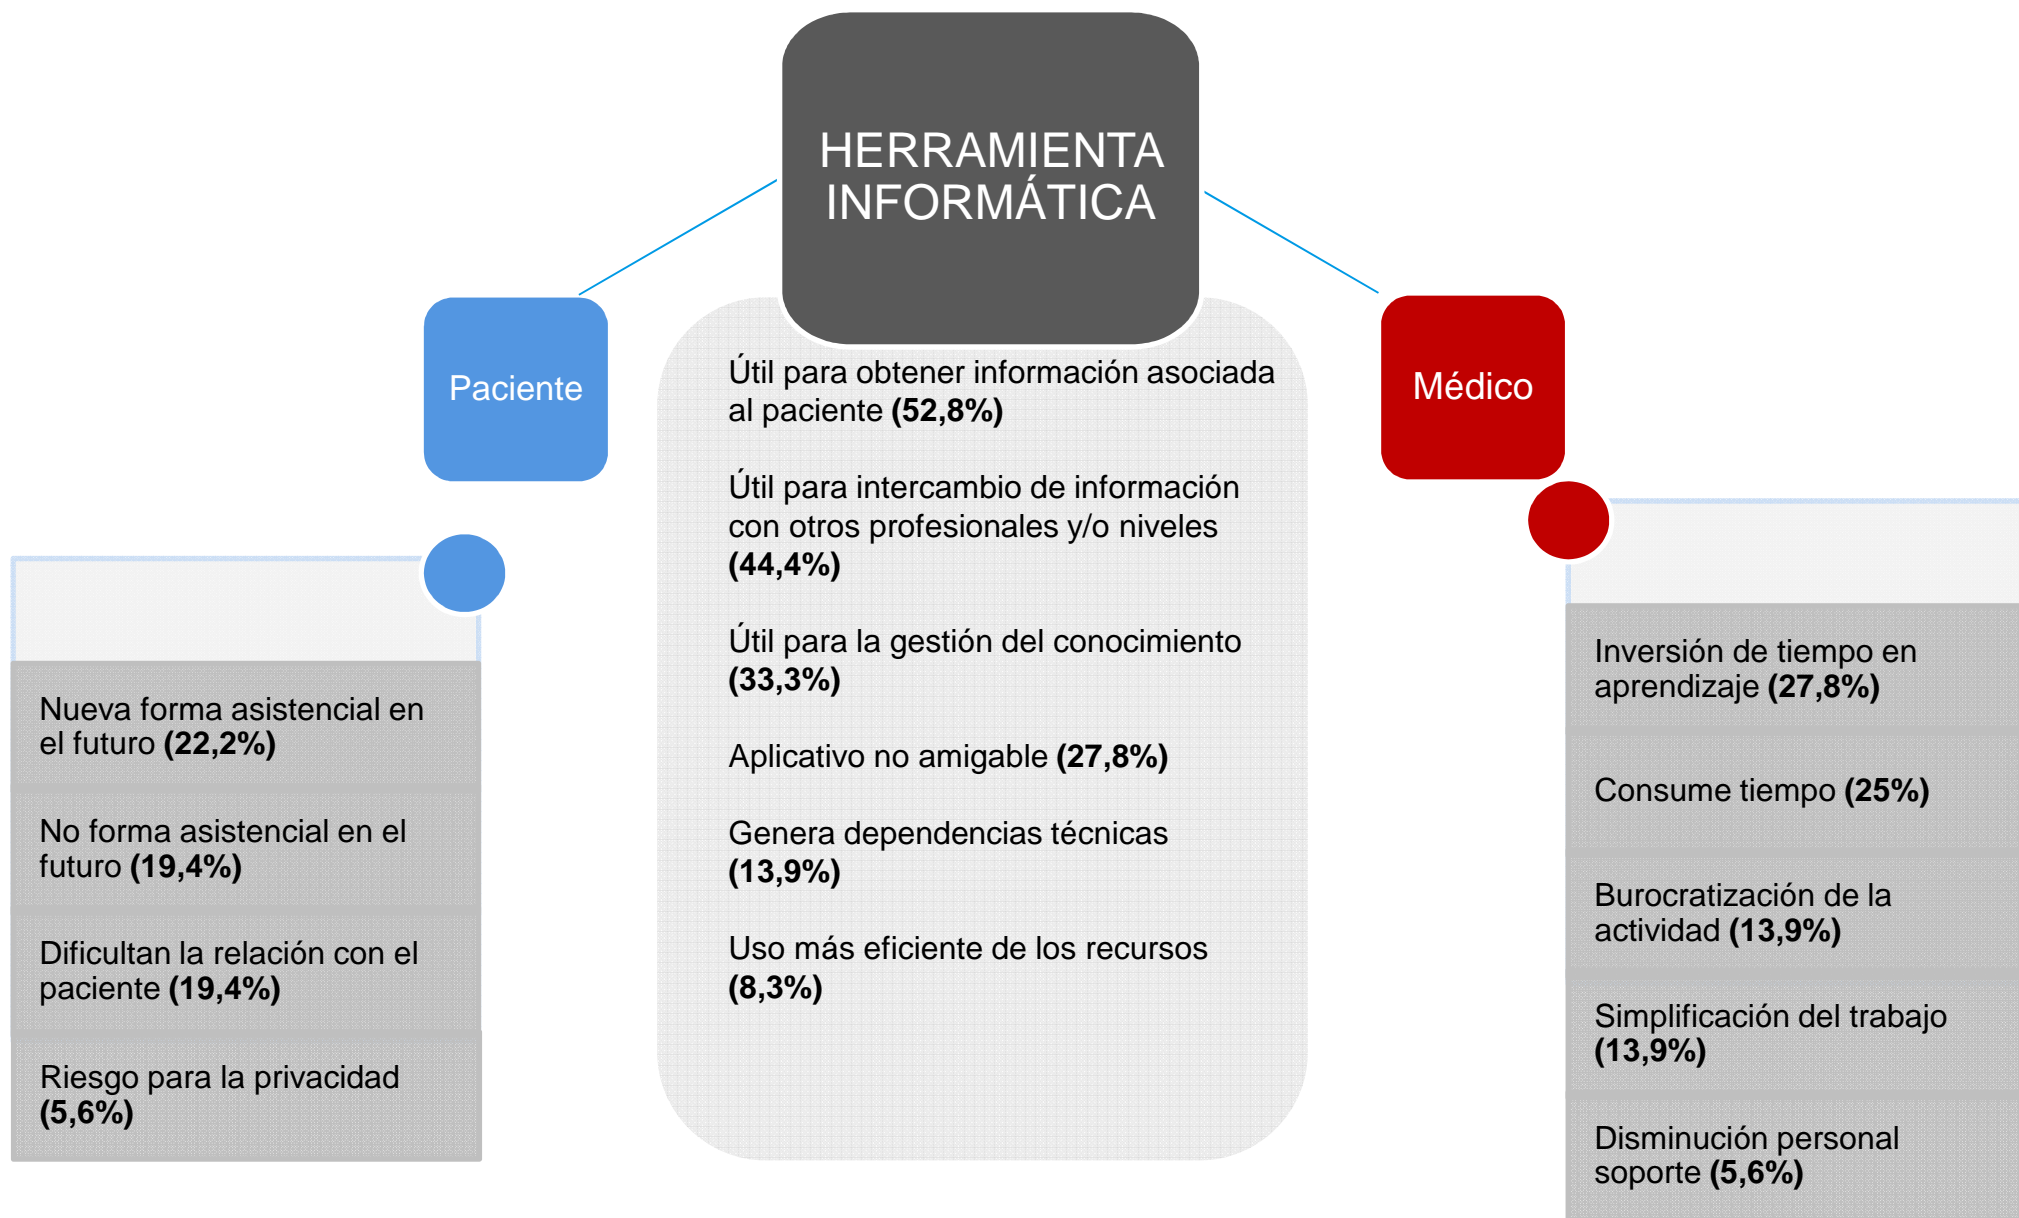 HERRAMIENTA
INFORMÁTICA
Paciente
Médico
Útil para obtener información asociada
al paciente (52,8%)
Útil para intercambio de información
con otros profesionales y/o niveles
(44,4%)
Útil para la gestión del conocimiento
(33,3%)
Aplicativo no amigable (27,8%)
Genera dependencias técnicas
(13,9%)
Uso más eficiente de los recursos
(8,3%)
Nueva forma asistencial en
el futuro (22,2%)
No forma asistencial en el
futuro (19,4%)
Dificultan la relación con el
paciente (19,4%)
Riesgo para la privacidad
(5,6%)
Inversión de tiempo en
aprendizaje (27,8%)
Consume tiempo (25%)
Burocratización de la
actividad (13,9%)
Simplificación del trabajo
(13,9%)
Disminución personal
soporte (5,6%)